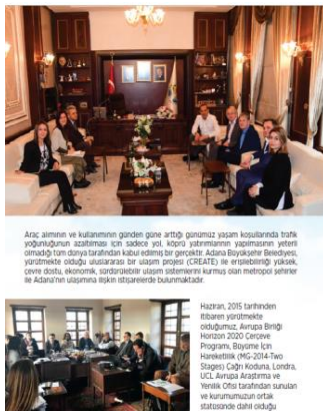 Araç alımının ve kullanımının günden güne arttığı günümüz yaşam koşullarında trafik
yoğunluğunun azaltılması için sadece yol, köprü yatırımlarının yapılmasının yeterli
olmadığı tüm dünya tarafından kabul edilmiş bir gerçektir. Adana Büyükşehir Belediyesi,
yürütmekte olduğu uluslararası bir ulaşım projesi (CREATE) ile erişilebilirliği yüksek,
çevre dostu, ekonomik, sürdürülebilir ulaşım sistemlerini kurmuş olan metropol şehirler
ile Adana'nın ulaşımına ilişkin istişarelerde bulunmaktadır.
Haziran, 2015 tarihinden
itibaren yürütmekte
olduğumuz, Avrupa Birliği
Horizon 2020 Çerçeve
Programı, Büyüme İçin
Hareketlilik (MG-2014-Two
Stages) Çağrı Koduna, Londra,
UCL Avrupa Araştırma ve
Yenilik Ofisi tarafından sunulan
ve kurumumuzun ortak
statüsünde dahil olduğu